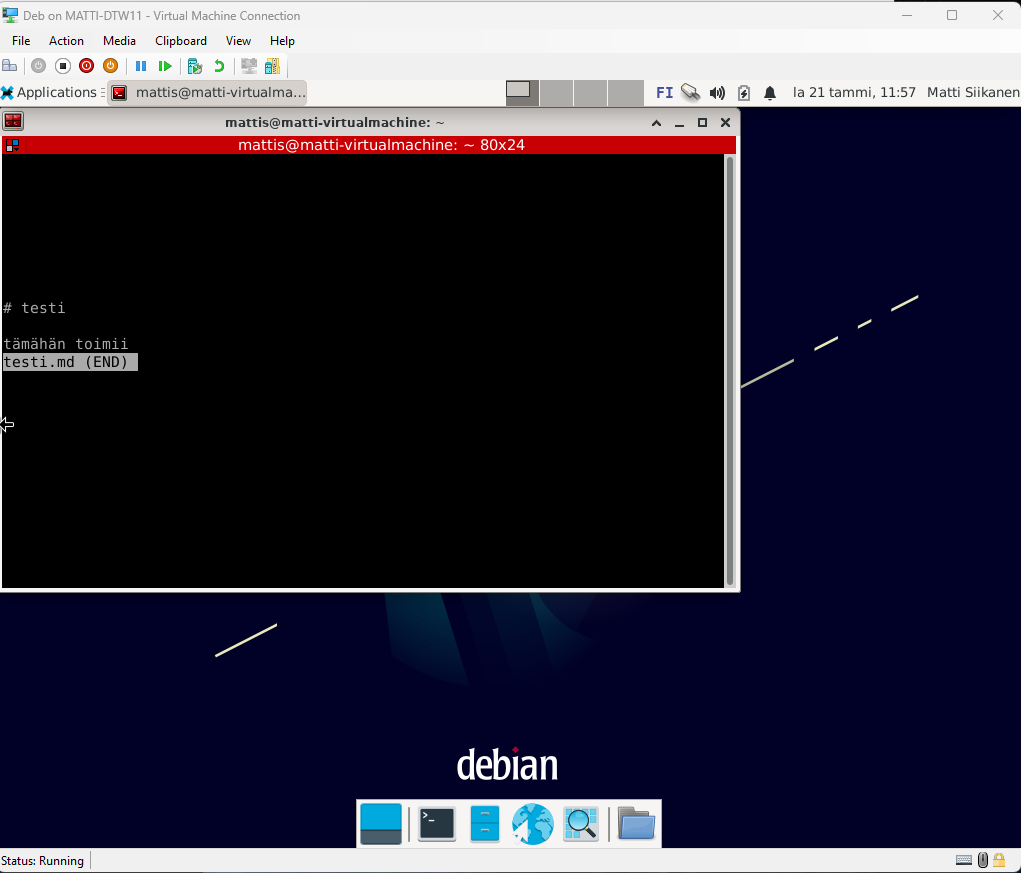 Deb on MATTI-DTW11 - Virtual Machine Connection
File Action Media Clipboard View Help
Applications mattis@matti-virtualma... FI la 21 tammi, 11:57 Matti Siikanen
mattis@matti-virtualmachine: ~
mattis@matti-virtualmachine: ~ 80x24
# testi
tämähän toimii
testi.md (END)
debian
Status: Running